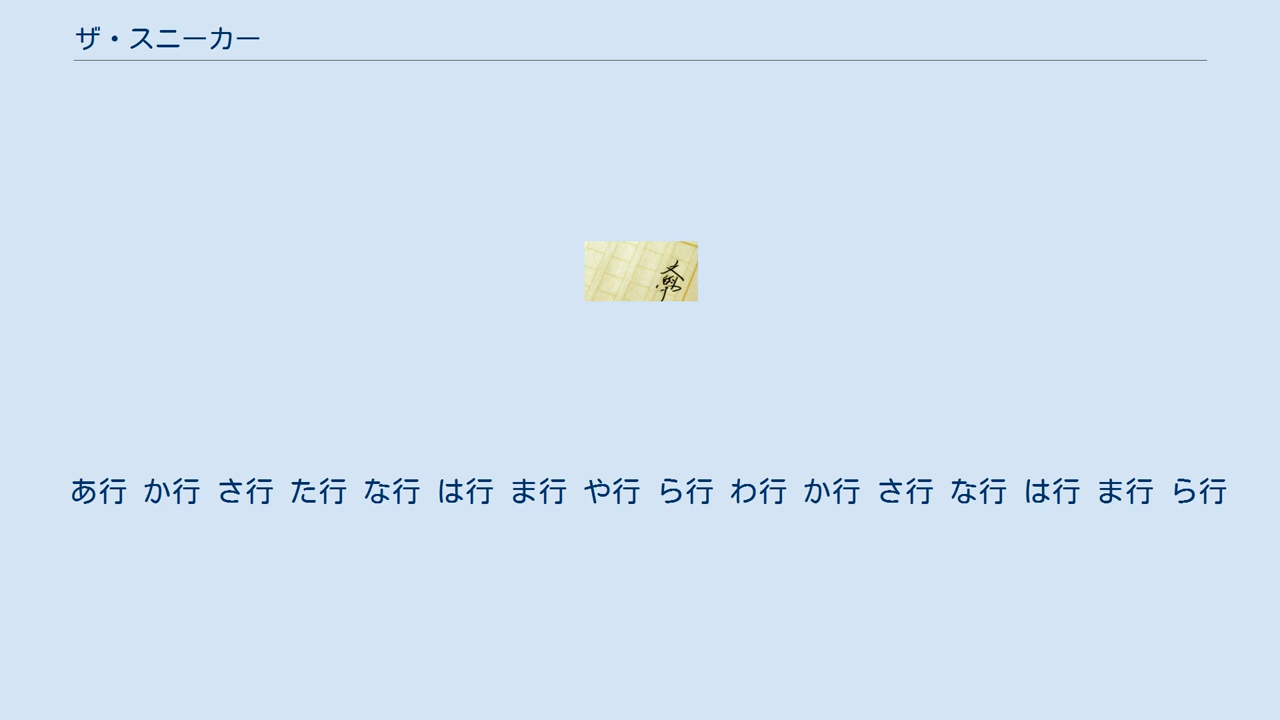 ザ・スニーカー
あ行 か行 さ行 た行 な行 は行 ま行 や行 ら行 わ行 か行 さ行 な行 は行 ま行 ら行